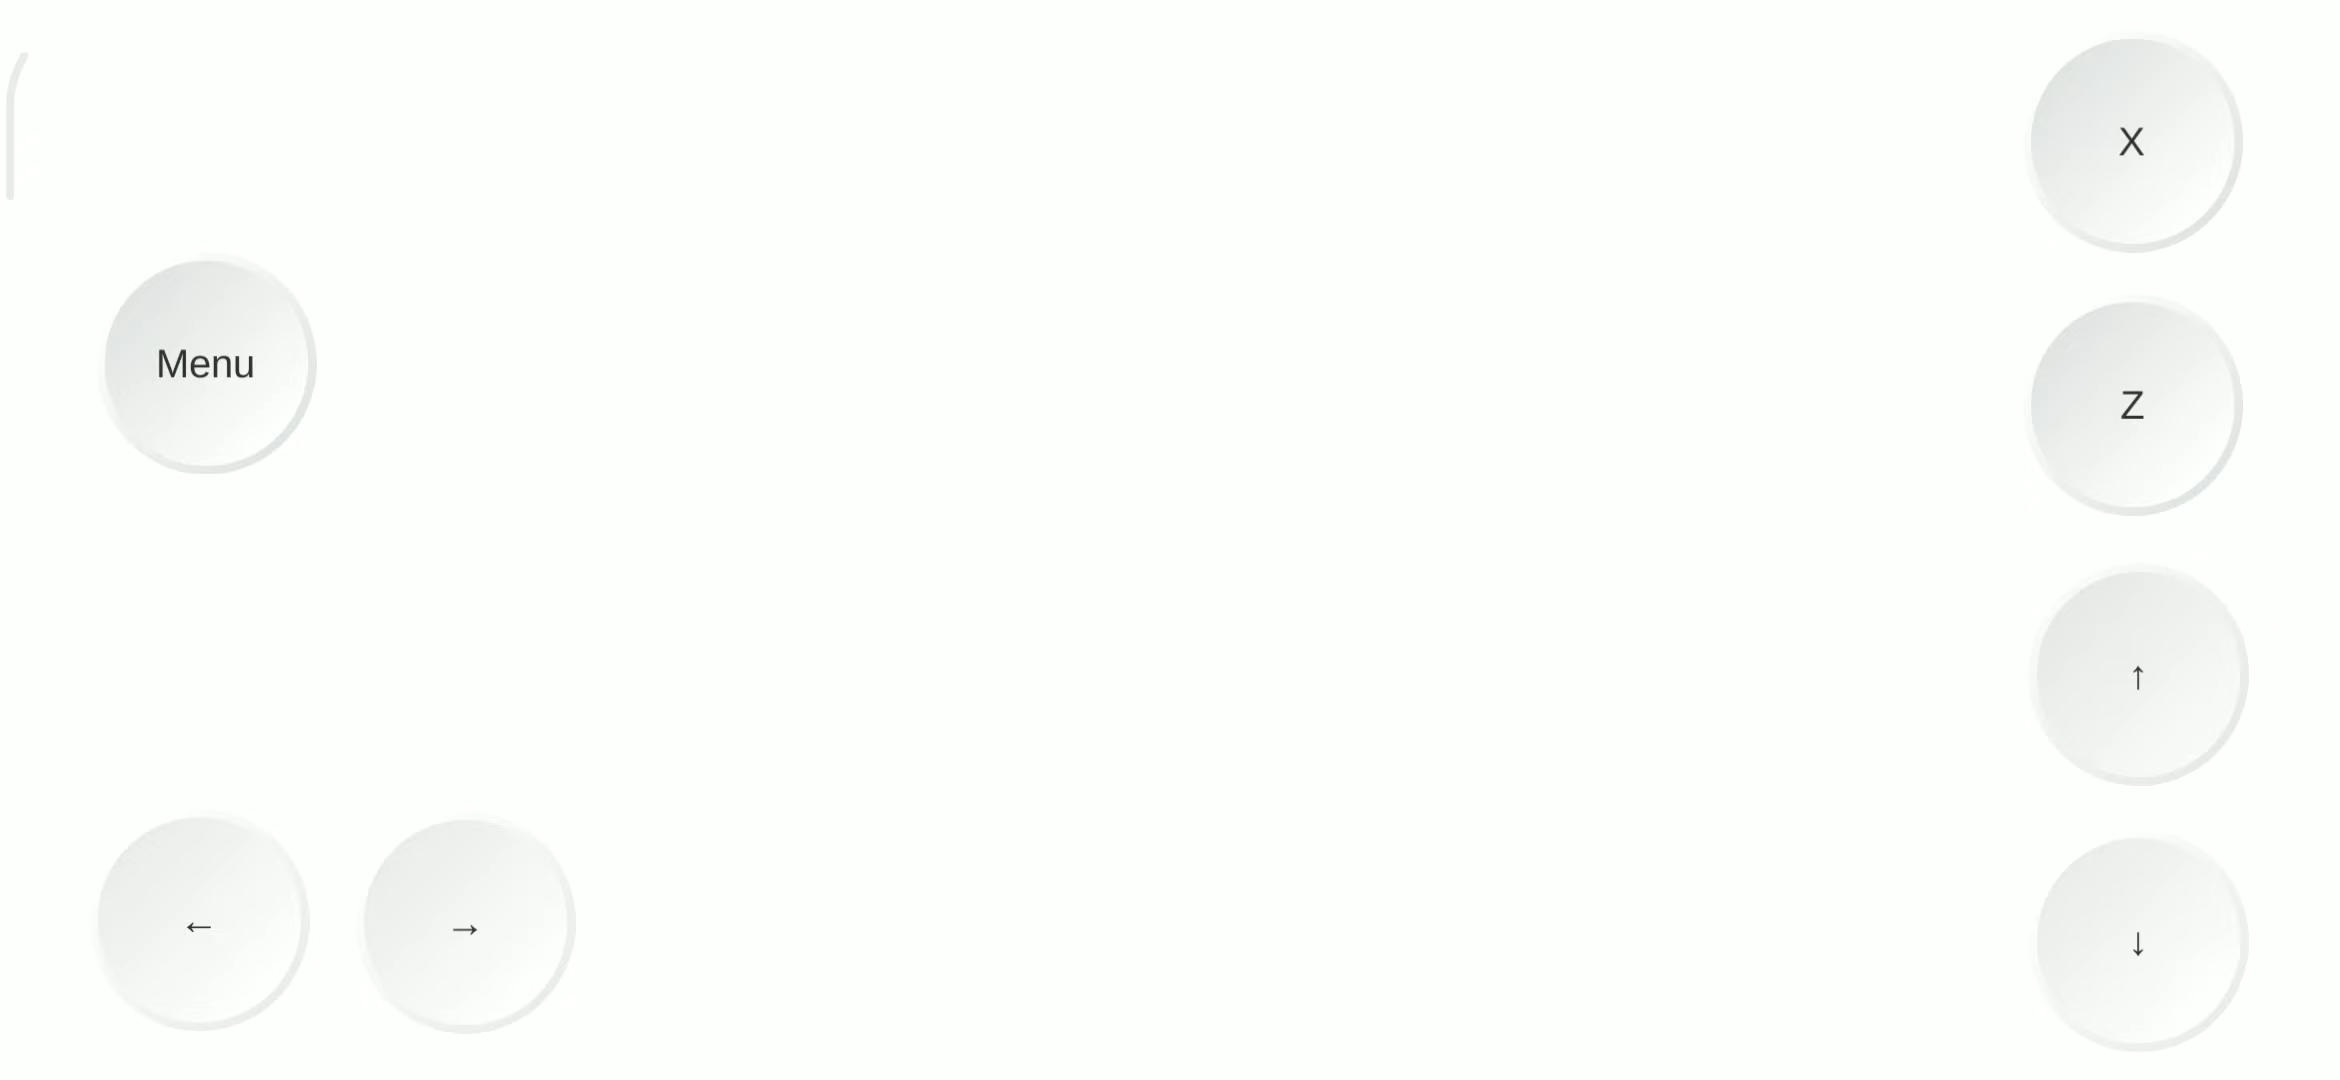 X
Menu
Z
↑
← →
↓